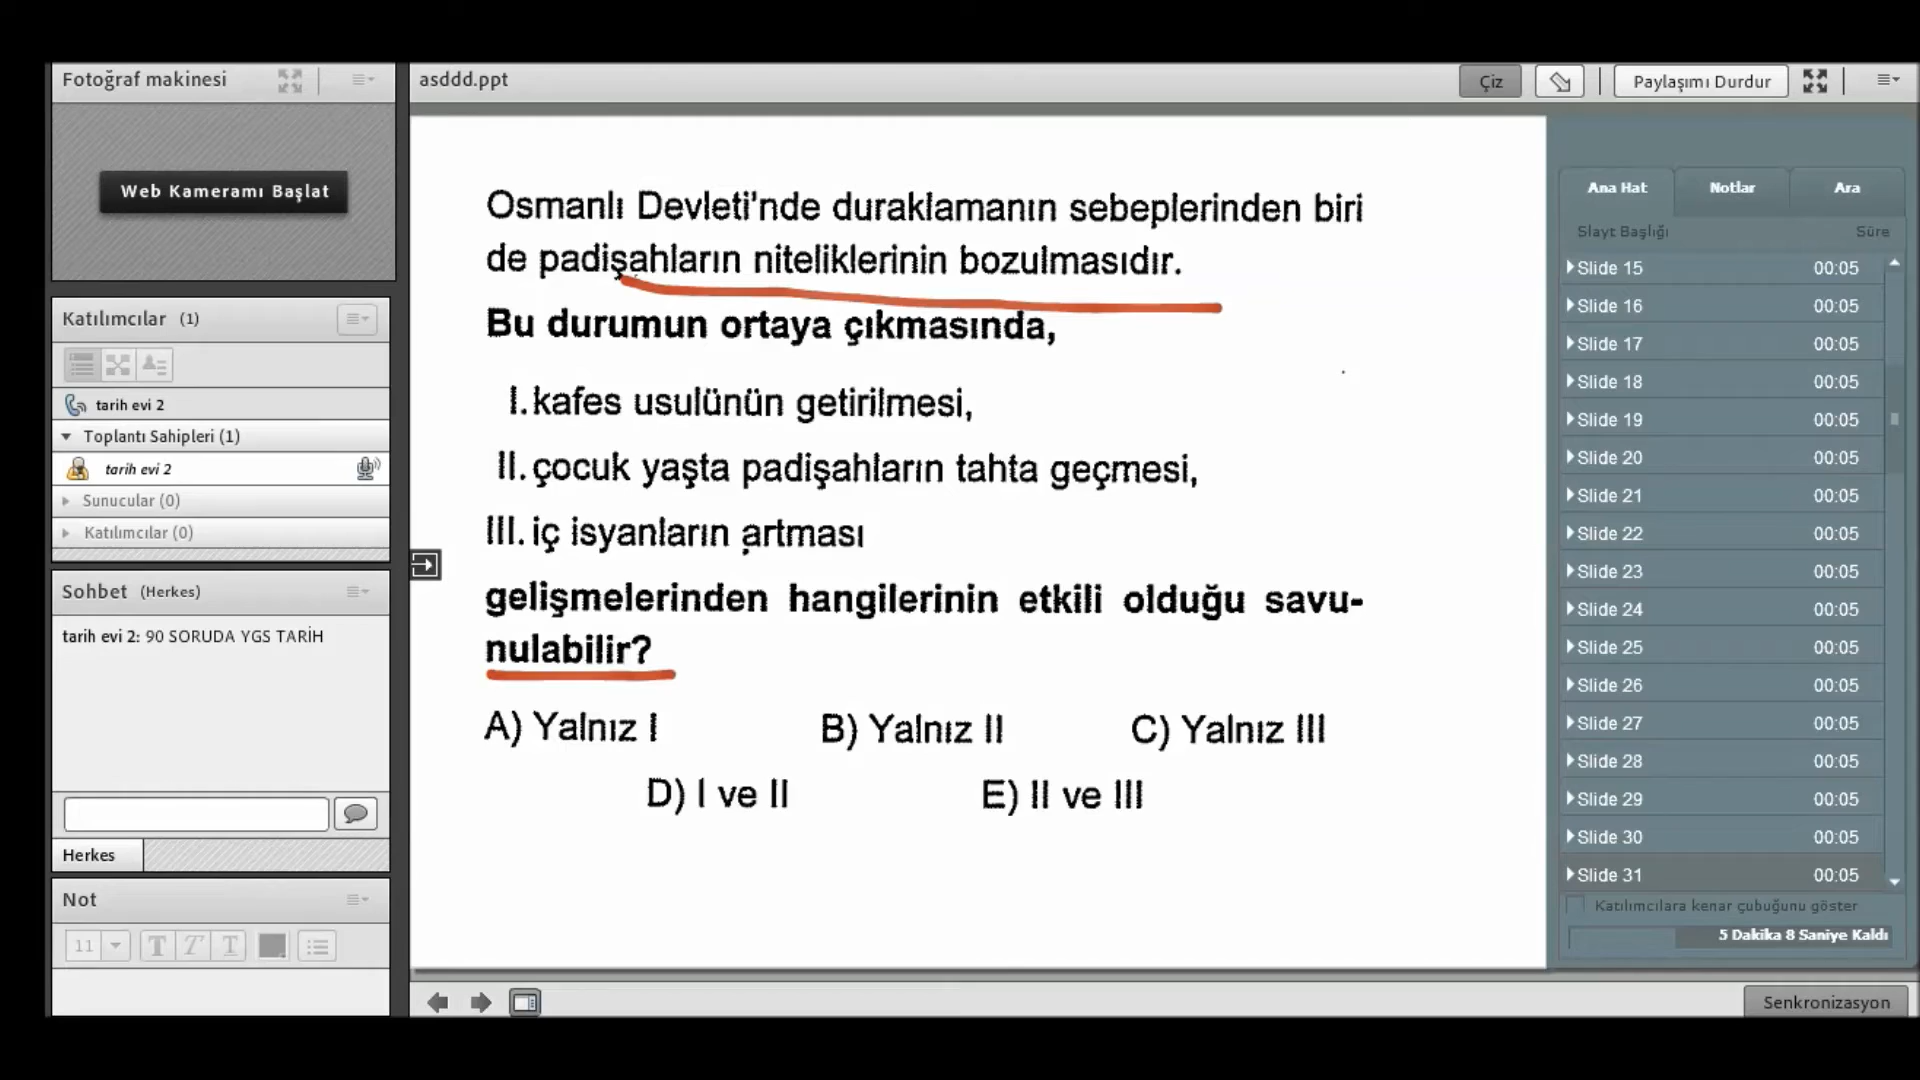 Fotoğraf makinesi
Web Kameramı Başlat
Katılımcılar (1)
tarih evi 2
Toplantı Sahipleri (1)
tarih evi 2
Sunucular (0)
Katılımcılar (0)
Sohbet (Herkes)
tarih evi 2: 90 SORUDA YGS TARİH
Herkes
Not
11
T T T
asddd.ppt
Çiz
Paylaşımı Durdur
Osmanlı Devleti'nde duraklamanın sebeplerinden biri
de padişahların niteliklerinin bozulmasıdır.
Bu durumun ortaya çıkmasında,
I. kafes usulünün getirilmesi,
II. çocuk yaşta padişahların tahta geçmesi,
III. iç isyanların artması
gelişmelerinden hangilerinin etkili olduğu savu-
nulabilir?
A) Yalnız I B) Yalnız II C) Yalnız III
D) I ve II E) II ve III
Ana Hat Notlar Ara
Slayt Başlığı Süre
Slide 15 00:05
Slide 16 00:05
Slide 17 00:05
Slide 18 00:05
Slide 19 00:05
Slide 20 00:05
Slide 21 00:05
Slide 22 00:05
Slide 23 00:05
Slide 24 00:05
Slide 25 00:05
Slide 26 00:05
Slide 27 00:05
Slide 28 00:05
Slide 29 00:05
Slide 30 00:05
Slide 31 00:05
Katılımcılara kenar çubuğunu göster
5 Dakika 8 Saniye Kaldı
Senkronizasyon